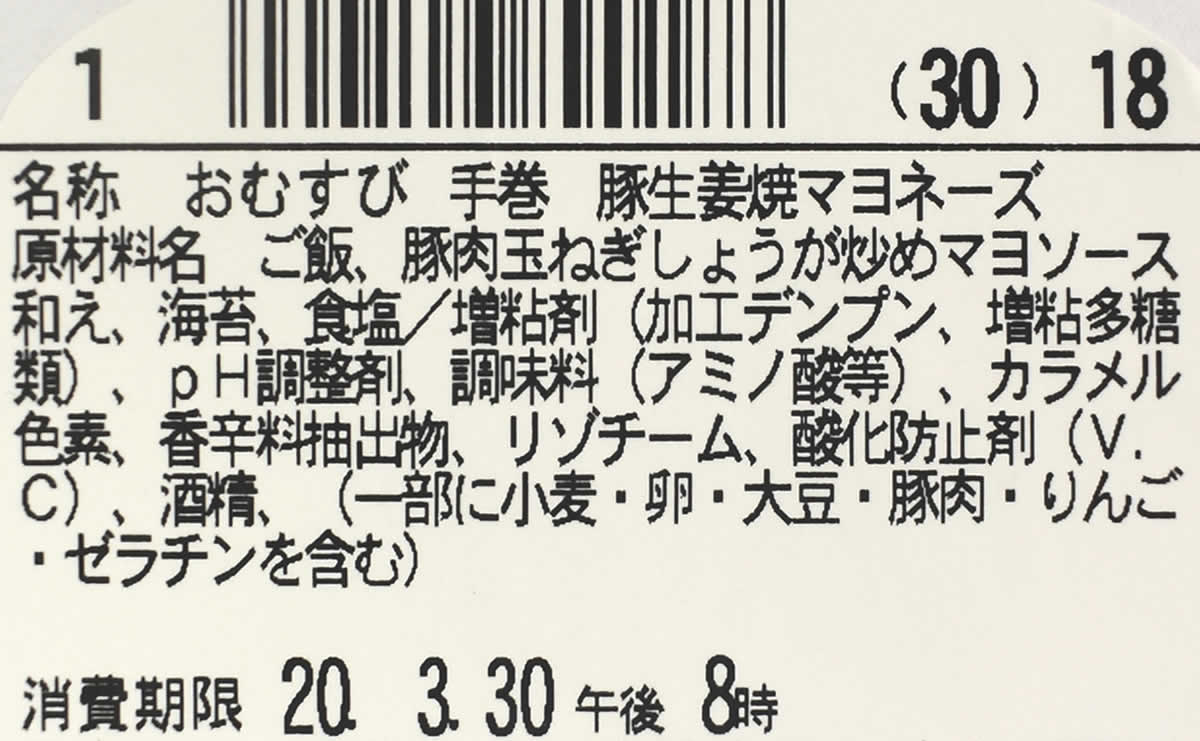 1 （30） 18
名称　おむすび　手巻　豚生姜焼マヨネーズ
原材料名　ご飯、豚肉玉ねぎしょうが炒めマヨソース
和え、海苔、食塩／増粘剤（加工デンプン、増粘多糖
類）、ｐＨ調整剤、調味料（アミノ酸等）、カラメル
色素、香辛料抽出物、リゾチーム、酸化防止剤（Ｖ．
Ｃ）、酒精、（一部に小麦・卵・大豆・豚肉・りんご
・ゼラチンを含む）
消費期限　20. 3. 30 午後 8時